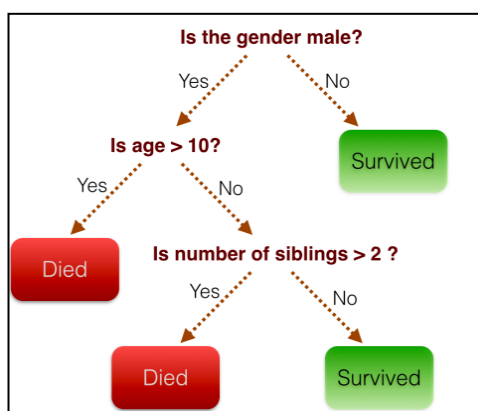 Is the gender male?
Yes
No
Is age > 10?
Survived
Yes
No
Died
Is number of siblings > 2 ?
Yes
No
Died
Survived